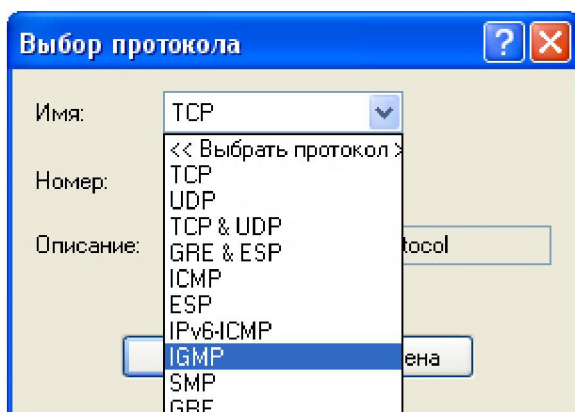 Выбор протокола
Имя:
TCP
<< Выбрать протокол >
TCP
Номер:
UDP
TCP & UDP
Описание:
GRE & ESP
tocol
ICMP
ESP
IPv6-ICMP
IGMP
ена
SMP
GRE